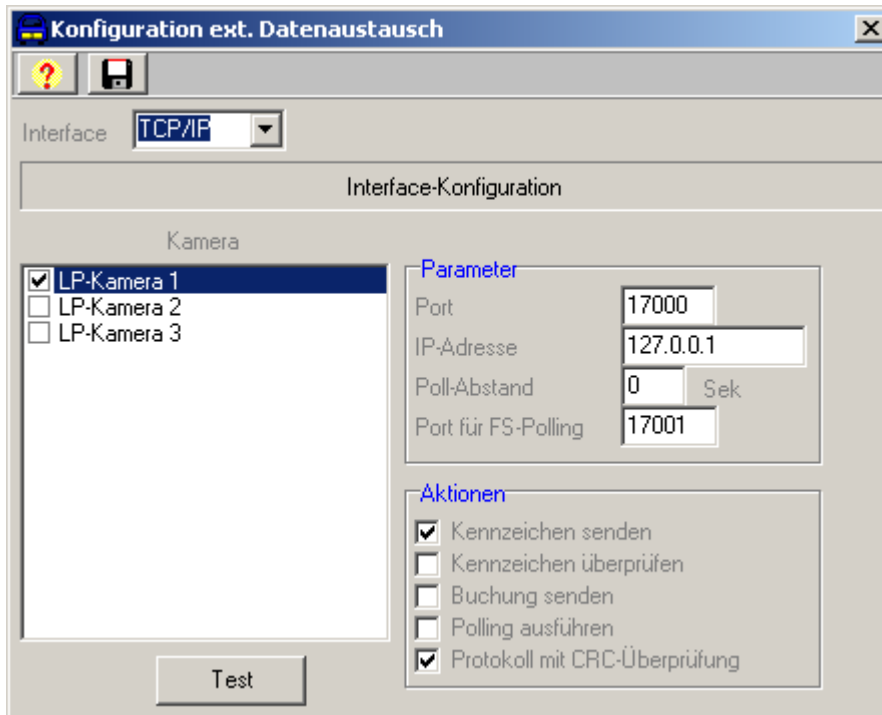 Konfiguration ext. Datenaustausch
Interface TCP/IP
Interface-Konfiguration
Kamera
LP-Kamera 1
LP-Kamera 2
LP-Kamera 3
Test
Parameter
Port 17000
IP-Adresse 127.0.0.1
Poll-Abstand 0 Sek
Port für FS-Polling 17001
Aktionen
Kennzeichen senden
Kennzeichen überprüfen
Buchung senden
Polling ausführen
Protokoll mit CRC-Überprüfung